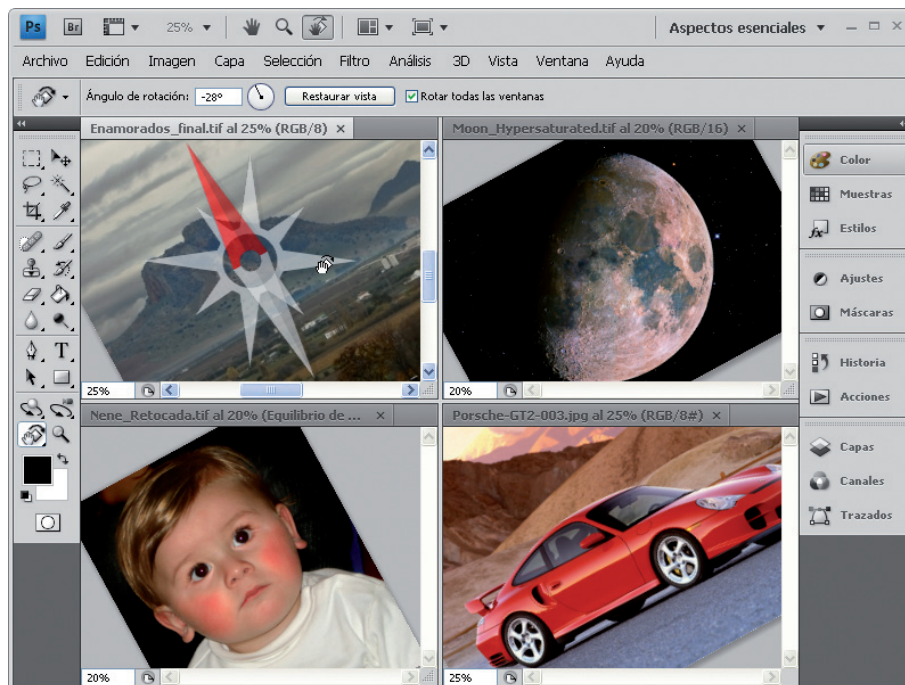 Ps Br 25% Aspectos esenciales
Archivo Edición Imagen Capa Selección Filtro Análisis 3D Vista Ventana Ayuda
Ángulo de rotación: -28º Restaurar vista Rotar todas las ventanas
Enamorados_final.tif al 25% (RGB/8) ×
Moon_Hypersaturated.tif al 20% (RGB/16) ×
Color
Muestras
Estilos
Ajustes
Máscaras
Historia
Acciones
Capas
Canales
Trazados
25%
20%
Nene_Retocada.tif al 20% (Equilibrio de ... ×
Porsche-GT2-003.jpg al 25% (RGB/8#) ×
20%
25%